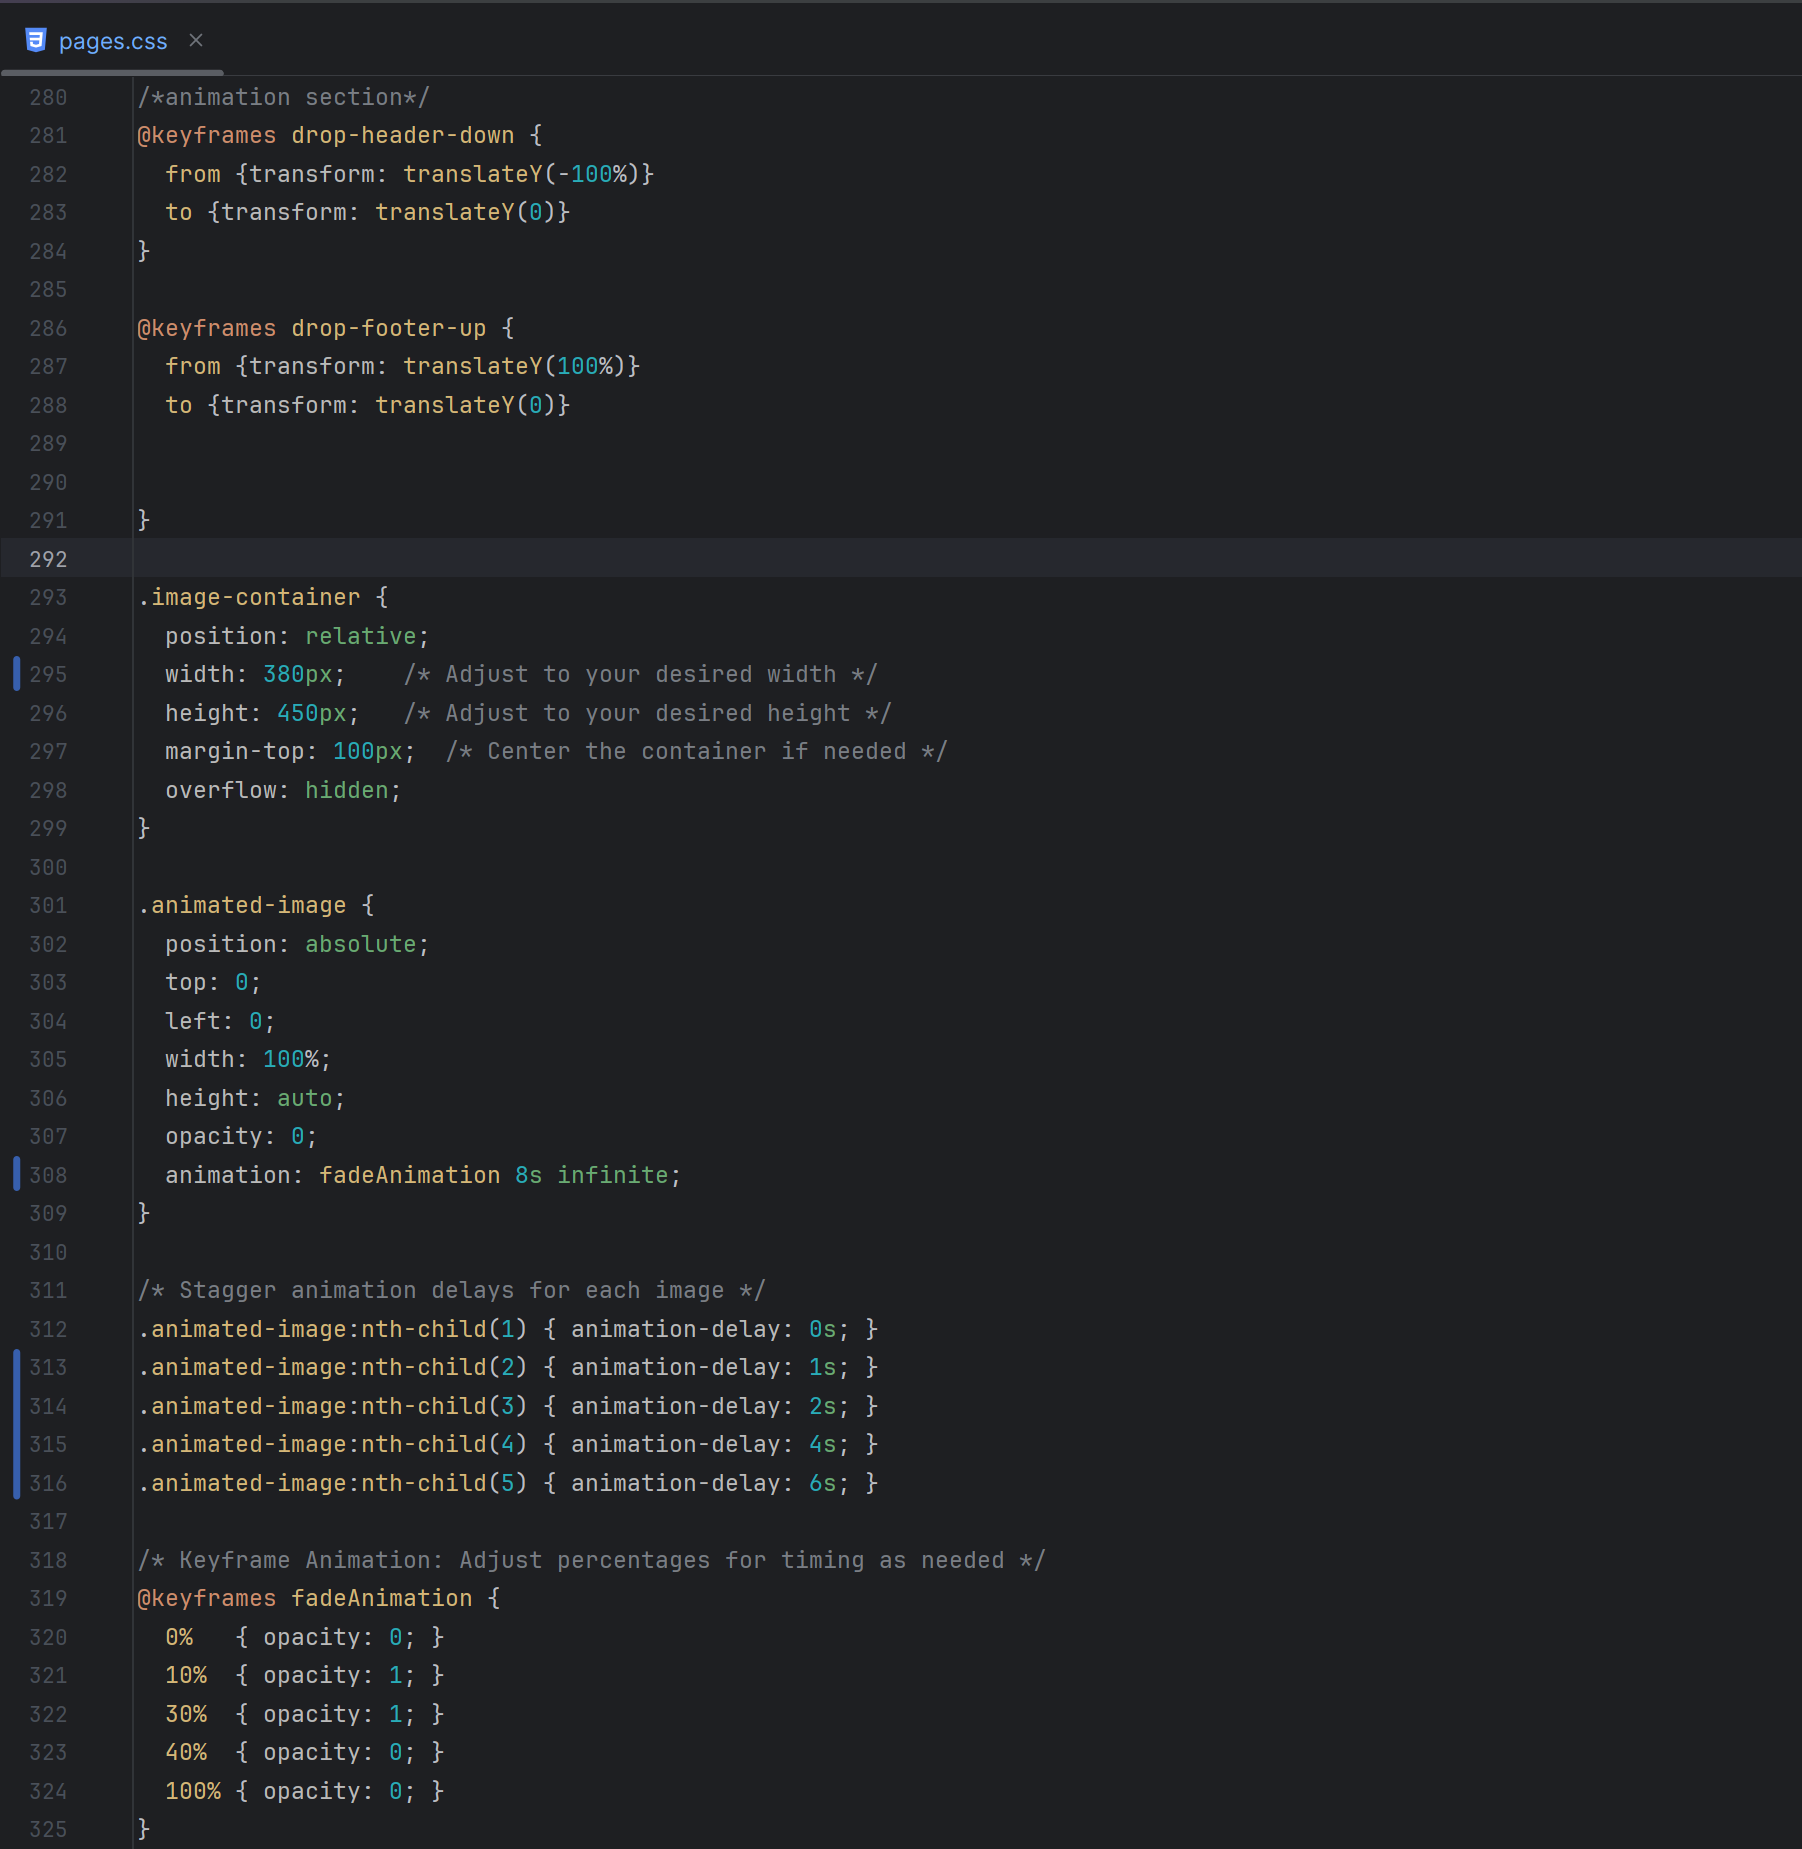 pages.css
280 /*animation section*/
281 @keyframes drop-header-down {
282   from {transform: translateY(-100%)}
283   to {transform: translateY(0)}
284 }
285
286 @keyframes drop-footer-up {
287   from {transform: translateY(100%)}
288   to {transform: translateY(0)}
289
290
291 }
292
293 .image-container {
294   position: relative;
295   width: 380px;    /* Adjust to your desired width */
296   height: 450px;   /* Adjust to your desired height */
297   margin-top: 100px;  /* Center the container if needed */
298   overflow: hidden;
299 }
300
301 .animated-image {
302   position: absolute;
303   top: 0;
304   left: 0;
305   width: 100%;
306   height: auto;
307   opacity: 0;
308   animation: fadeAnimation 8s infinite;
309 }
310
311 /* Stagger animation delays for each image */
312 .animated-image:nth-child(1) { animation-delay: 0s; }
313 .animated-image:nth-child(2) { animation-delay: 1s; }
314 .animated-image:nth-child(3) { animation-delay: 2s; }
315 .animated-image:nth-child(4) { animation-delay: 4s; }
316 .animated-image:nth-child(5) { animation-delay: 6s; }
317
318 /* Keyframe Animation: Adjust percentages for timing as needed */
319 @keyframes fadeAnimation {
320   0%   { opacity: 0; }
321   10%  { opacity: 1; }
322   30%  { opacity: 1; }
323   40%  { opacity: 0; }
324   100% { opacity: 0; }
325 }